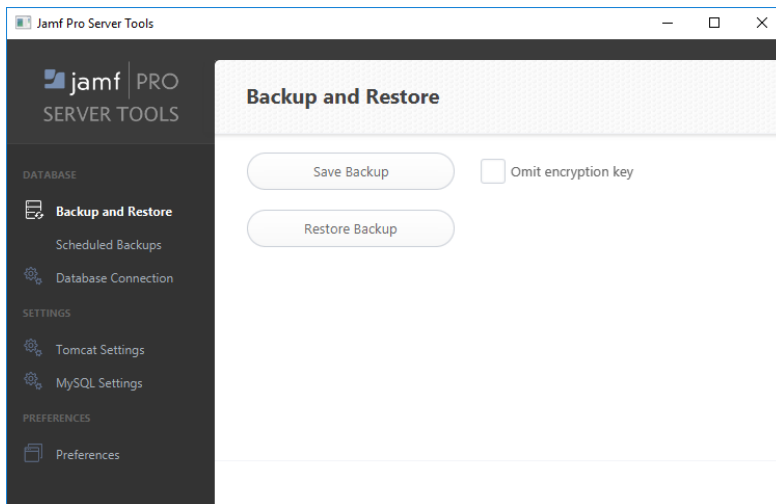 Jamf Pro Server Tools
jamf PRO
SERVER TOOLS
Backup and Restore
Save Backup
Omit encryption key
Restore Backup
DATABASE
Backup and Restore
Scheduled Backups
Database Connection
SETTINGS
Tomcat Settings
MySQL Settings
PREFERENCES
Preferences